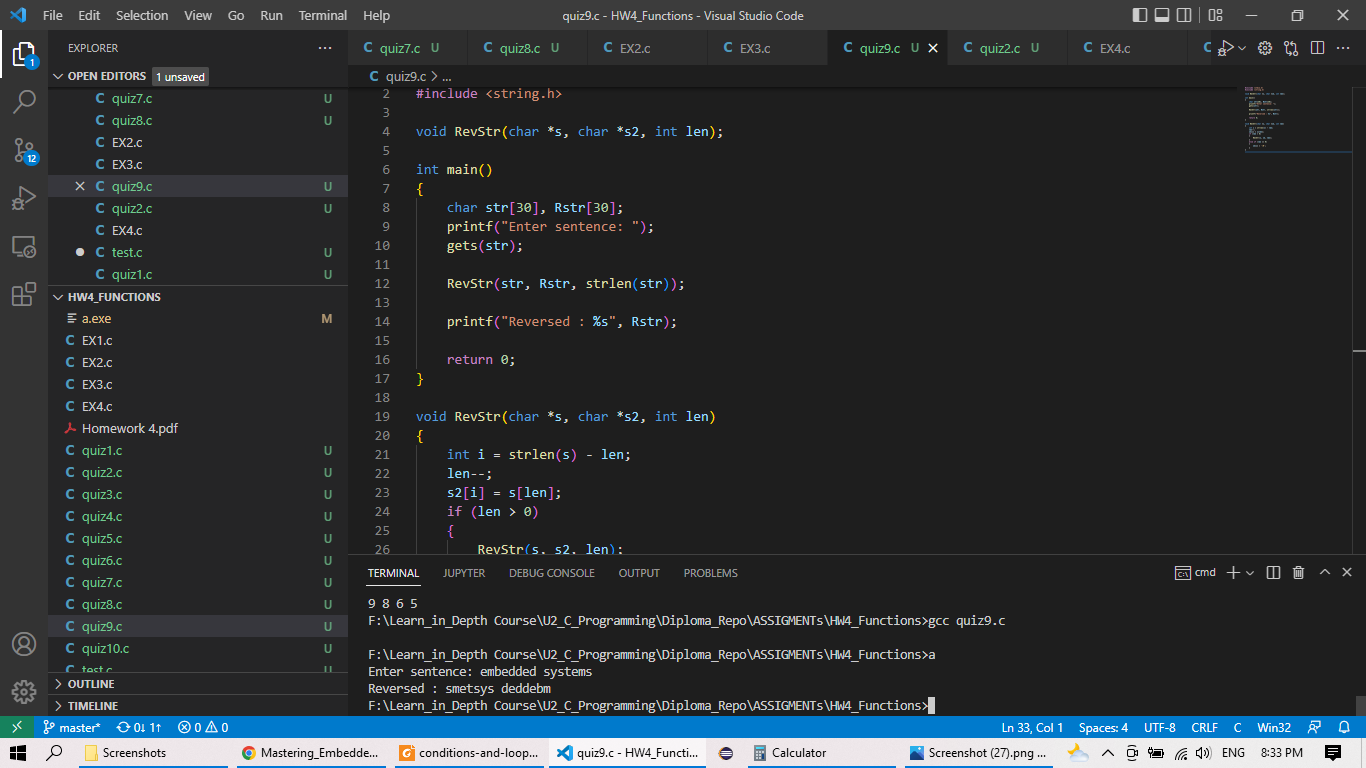 File Edit Selection View Go Run Terminal Help quiz9.c - HW4_Functions - Visual Studio Code
EXPLORER
OPEN EDITORS 1 unsaved
quiz7.c U
quiz8.c U
EX2.c
EX3.c
quiz9.c U
quiz2.c U
EX4.c
test.c U
quiz1.c U
HW4_FUNCTIONS
a.exe M
EX1.c
EX2.c
EX3.c
EX4.c
Homework 4.pdf
quiz1.c U
quiz2.c U
quiz3.c U
quiz4.c U
quiz5.c U
quiz6.c U
quiz7.c U
quiz8.c U
quiz9.c U
quiz10.c U
test.c U
OUTLINE
TIMELINE
1
12
C quiz7.c U C quiz8.c U C EX2.c C EX3.c C quiz9.c U C quiz2.c U C EX4.c C
C quiz9.c > ...
2 #include <string.h>
3
4 void RevStr(char *s, char *s2, int len);
5
6 int main()
7 {
8 char str[30], Rstr[30];
9 printf("Enter sentence: ");
10 gets(str);
11
12 RevStr(str, Rstr, strlen(str));
13
14 printf("Reversed : %s", Rstr);
15
16 return 0;
17 }
18
19 void RevStr(char *s, char *s2, int len)
20 {
21 int i = strlen(s) - len;
22 len--;
23 s2[i] = s[len];
24 if (len > 0)
25 {
26 RevStr(s, s2, len);
TERMINAL JUPYTER DEBUG CONSOLE OUTPUT PROBLEMS cmd
9 8 6 5
F:\Learn_in_Depth Course\U2_C_Programming\Diploma_Repo\ASSIGMENTs\HW4_Functions>gcc quiz9.c
F:\Learn_in_Depth Course\U2_C_Programming\Diploma_Repo\ASSIGMENTs\HW4_Functions>a
Enter sentence: embedded systems
Reversed : smetsys deddebm
F:\Learn_in_Depth Course\U2_C_Programming\Diploma_Repo\ASSIGMENTs\HW4_Functions>
master* 0↓ 1↑ 0 0 Ln 33, Col 1 Spaces: 4 UTF-8 CRLF C Win32
Screenshots Mastering_Embedde... conditions-and-loop... quiz9.c - HW4_Functi... Calculator Screenshot (27).png ... ENG 8:33 PM